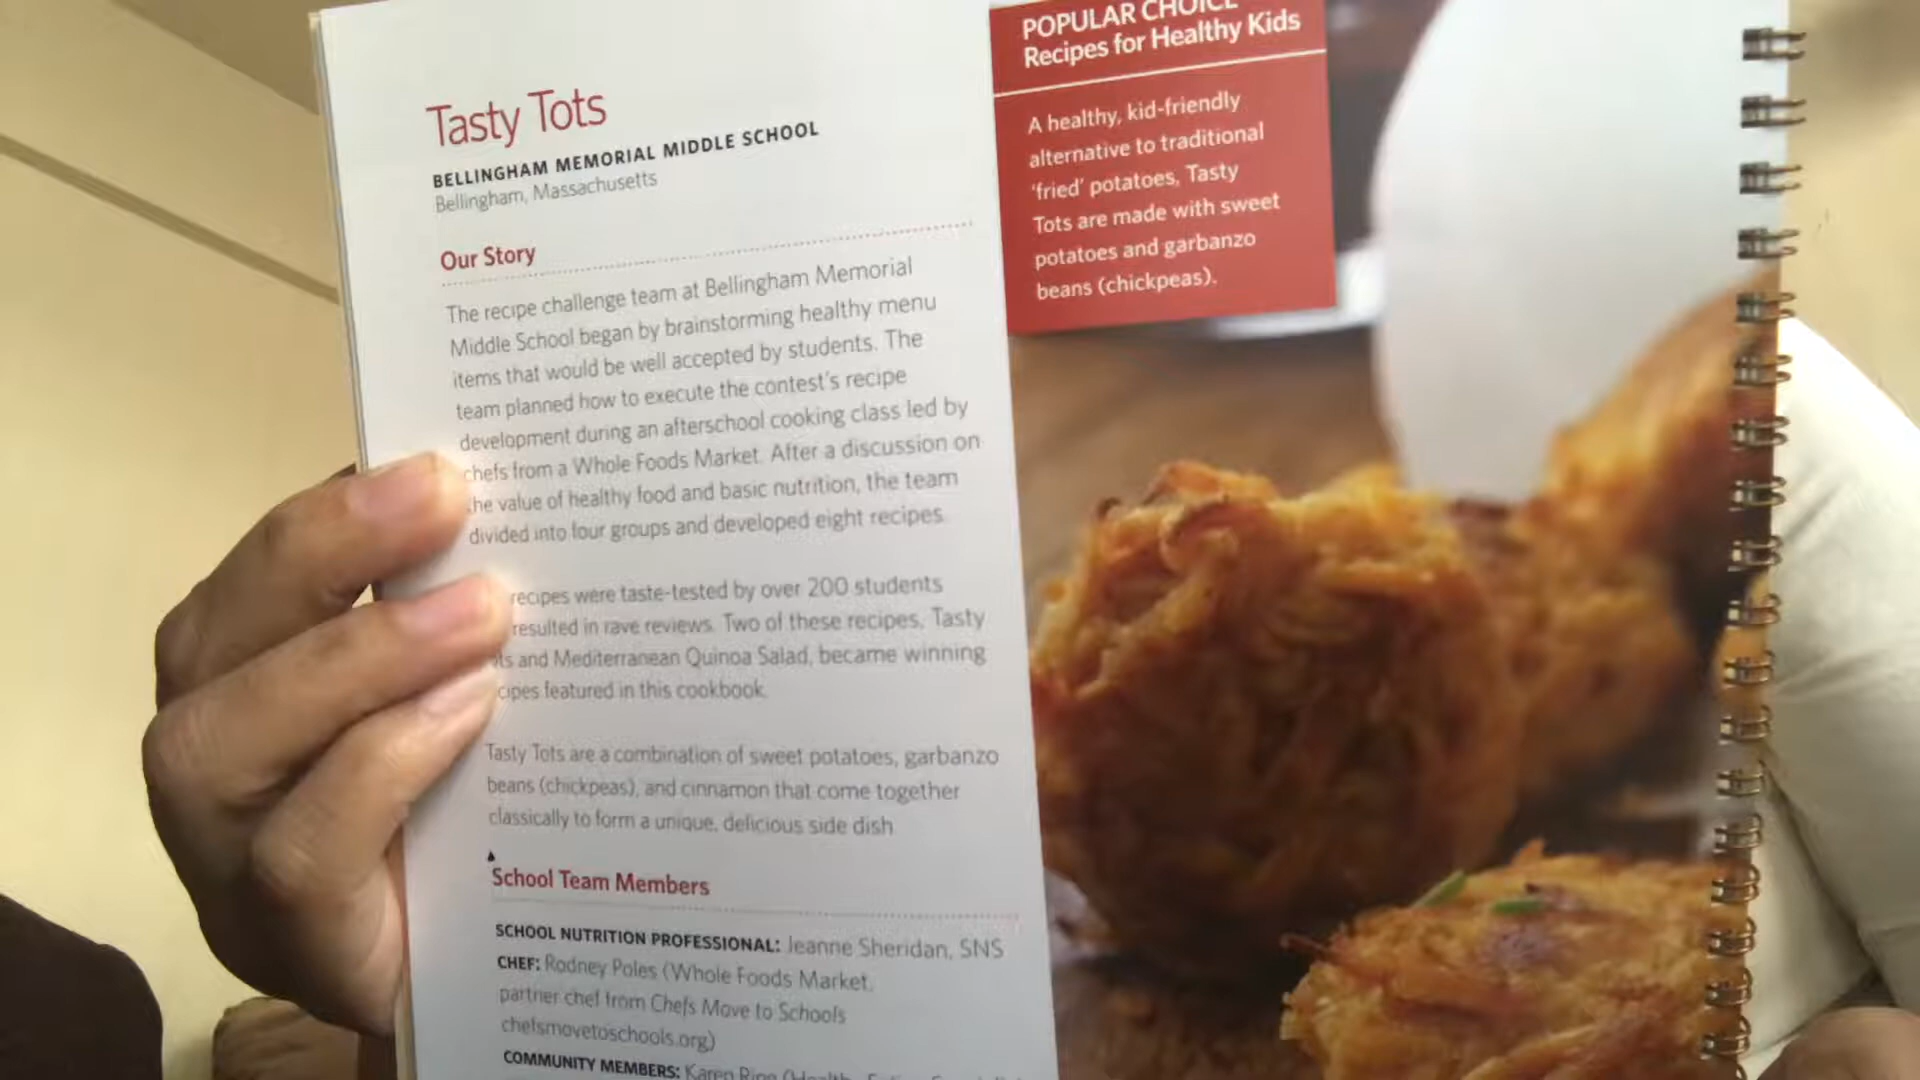 Tasty Tots
BELLINGHAM MEMORIAL MIDDLE SCHOOL
Bellingham, Massachusetts
Our Story
The recipe challenge team at Bellingham Memorial
Middle School began by brainstorming healthy menu
items that would be well accepted by students. The
team planned how to execute the contest's recipe
development during an afterschool cooking class led by
chefs from a Whole Foods Market. After a discussion on
the value of healthy food and basic nutrition, the team
divided into four groups and developed eight recipes.
recipes were taste-tested by over 200 students
resulted in rave reviews. Two of these recipes, Tasty
and Mediterranean Quinoa Salad, became winning
featured in this cookbook.
Tasty Tots are a combination of sweet potatoes, garbanzo
beans (chickpeas), and cinnamon that come together
classically to form a unique, delicious side dish.
School Team Members
SCHOOL NUTRITION PROFESSIONAL: Jeanne Sheridan, SNS
CHEF: Rodney Poles (Whole Foods Market,
partner chef from Chefs Move to Schools
chefsmovetoschools.org)
COMMUNITY MEMBERS: Karen
POPULAR CHOICE
Recipes for Healthy Kids
A healthy, kid-friendly
alternative to traditional
'fried' potatoes, Tasty
Tots are made with sweet
potatoes and garbanzo
beans (chickpeas).